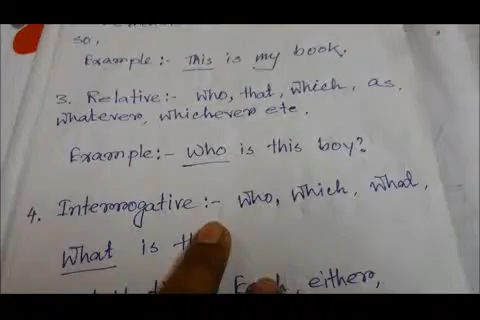 so,
Example:- This is my book.
3. Relative:- Who, that, which, as,
whatever, whichever etc.
Example:- Who is this boy?
4. Interrogative:- Who, which, what,
What is
either,